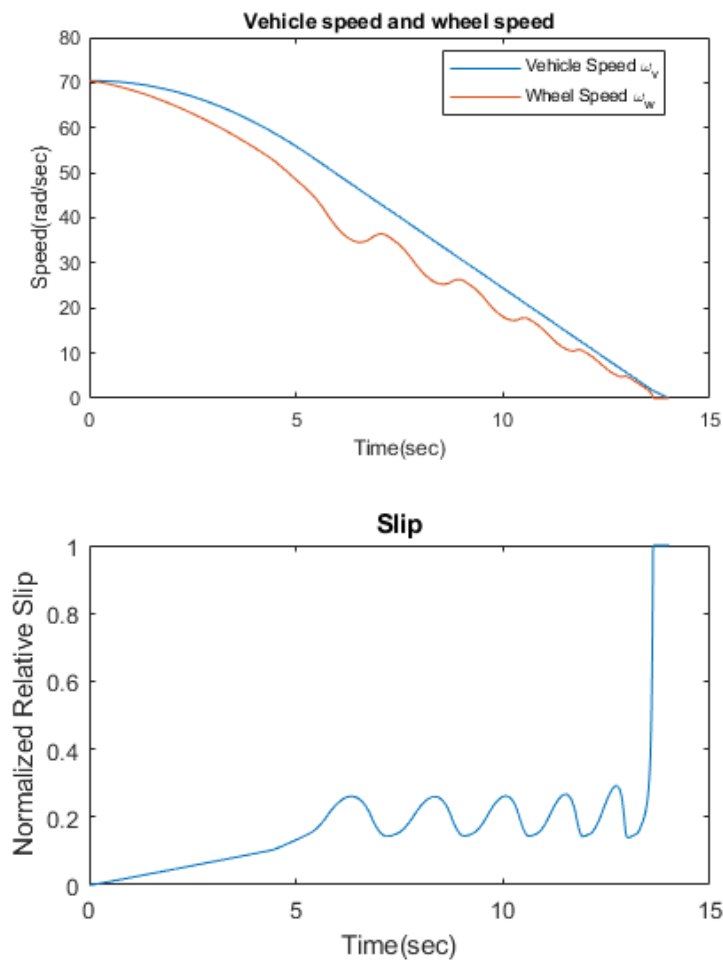 Vehicle speed and wheel speed
80
70
60
50
40
30
20
10
0
Speed(rad/sec)
Vehicle Speed ω_v
Wheel Speed ω_w
0 5 10 15
Time(sec)
Slip
1
0.8
0.6
0.4
0.2
0
Normalized Relative Slip
0 5 10 15
Time(sec)